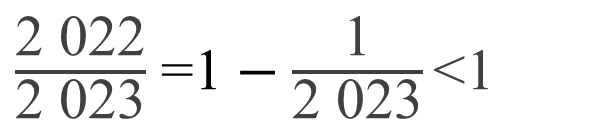 2 022/2 023 = 1 − 1/2 023 < 1